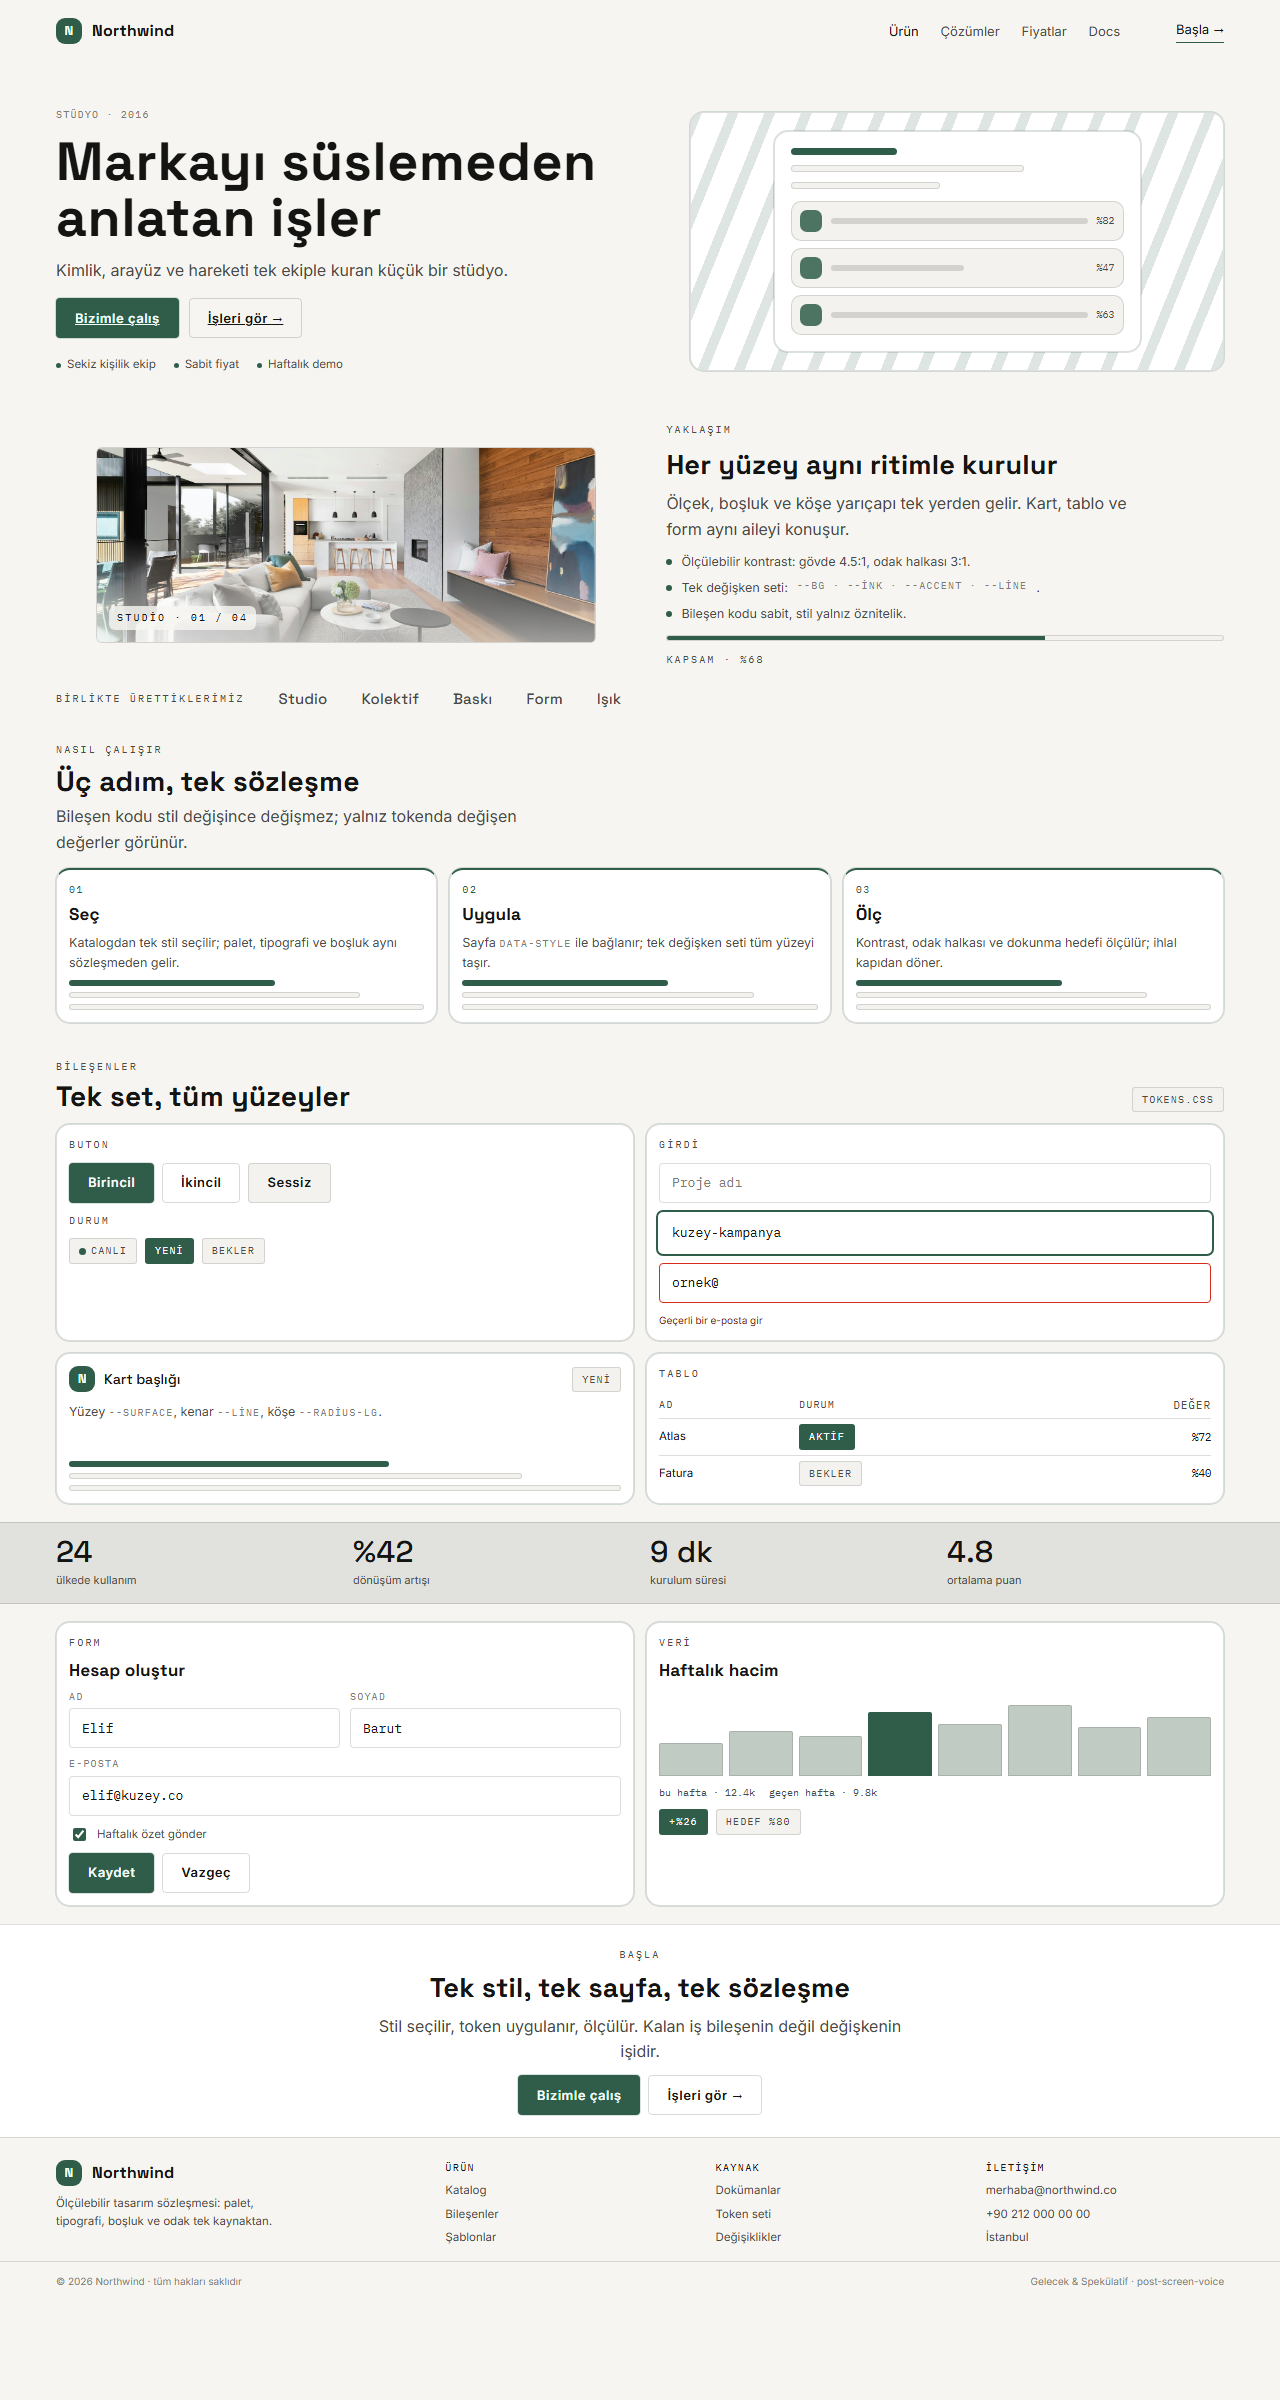 N Northwind
Ürün Çözümler Fiyatlar Docs Başla →
STÜDYO · 2016
Markayı süslemeden
anlatan işler
Kimlik, arayüz ve hareketi tek ekiple kuran küçük bir stüdyo.
Bizimle çalış İşleri gör →
Sekiz kişilik ekip Sabit fiyat Haftalık demo
%82
%47
%63
STUDİO · 01 / 04
YAKLAŞIM
Her yüzey aynı ritimle kurulur
Ölçek, boşluk ve köşe yarıçapı tek yerden gelir. Kart, tablo ve
form aynı aileyi konuşur.
Ölçülebilir kontrast: gövde 4.5:1, odak halkası 3:1.
Tek değişken seti: --BG · --İNK · --ACCENT · --LİNE .
Bileşen kodu sabit, stil yalnız öznitelik.
KAPSAM · %68
BİRLİKTE ÜRETTİKLERİMİZ Studio Kolektif Baskı Form Işık
NASIL ÇALIŞIR
Üç adım, tek sözleşme
Bileşen kodu stil değişince değişmez; yalnız tokenda değişen
değerler görünür.
01
Seç
Katalogdan tek stil seçilir; palet, tipografi ve boşluk aynı
sözleşmeden gelir.
02
Uygula
Sayfa DATA-STYLE ile bağlanır; tek değişken seti tüm yüzeyi
taşır.
03
Ölç
Kontrast, odak halkası ve dokunma hedefi ölçülür; ihlal
kapıdan döner.
BİLEŞENLER
Tek set, tüm yüzeyler
TOKENS.CSS
BUTON
Birincil İkincil Sessiz
DURUM
CANLI YENİ BEKLER
GİRDİ
Proje adı
kuzey-kampanya
ornek@
Geçerli bir e-posta gir
N Kart başlığı YENİ
Yüzey --SURFACE, kenar --LİNE, köşe --RADİUS-LG.
TABLO
AD DURUM DEĞER
Atlas AKTİF %72
Fatura BEKLER %40
24
ülkede kullanım
%42
dönüşüm artışı
9 dk
kurulum süresi
4.8
ortalama puan
FORM
Hesap oluştur
AD SOYAD
Elif Barut
E-POSTA
elif@kuzey.co
Haftalık özet gönder
Kaydet Vazgeç
VERİ
Haftalık hacim
bu hafta · 12.4k geçen hafta · 9.8k
+%26 HEDEF %80
BAŞLA
Tek stil, tek sayfa, tek sözleşme
Stil seçilir, token uygulanır, ölçülür. Kalan iş bileşenin değil değişkenin
işidir.
Bizimle çalış İşleri gör →
N Northwind
Ölçülebilir tasarım sözleşmesi: palet,
tipografi, boşluk ve odak tek kaynaktan.
ÜRÜN
Katalog
Bileşenler
Şablonlar
KAYNAK
Dokümanlar
Token seti
Değişiklikler
İLETİŞİM
merhaba@northwind.co
+90 212 000 00 00
İstanbul
© 2026 Northwind · tüm hakları saklıdır
Gelecek & Spekülatif · post-screen-voice